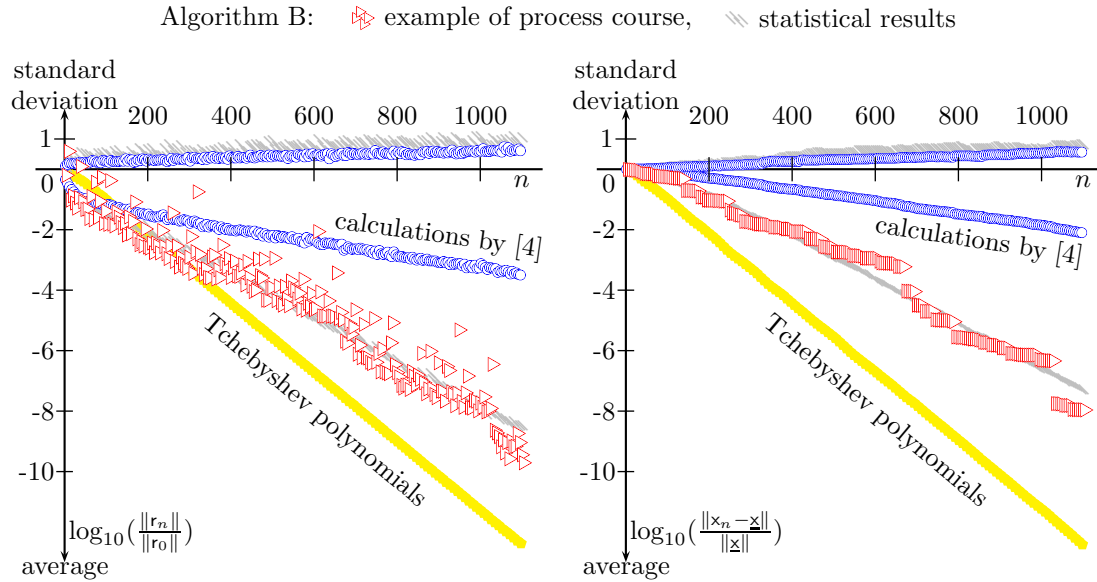 Algorithm B: example of process course, statistical results
standard
deviation
200 400 600 800 1000
1
0
n
-2
-4
-6
-8
-10
calculations by [4]
Tchebyshev polynomials
log₁₀(‖rₙ‖/‖r₀‖)
average
standard
deviation
200 400 600 800 1000
1
0
n
-2
-4
-6
-8
-10
calculations by [4]
Tchebyshev polynomials
log₁₀(‖xₙ−x̲‖/‖x̲‖)
average